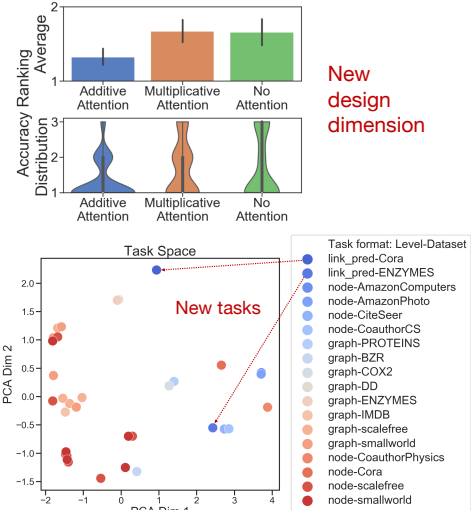 Accuracy Ranking
Average
2
1
Additive Attention
Multiplicative Attention
No Attention
New design dimension
Distribution
3
2
1
Additive Attention
Multiplicative Attention
No Attention
Task Space
New tasks
PCA Dim 2
2.0
1.5
1.0
0.5
0.0
−0.5
−1.0
−1.5
−2
−1
0
1
2
3
4
PCA Dim 1
Task format: Level-Dataset
link_pred-Cora
link_pred-ENZYMES
node-AmazonComputers
node-AmazonPhoto
node-CiteSeer
node-CoauthorCS
graph-PROTEINS
graph-BZR
graph-COX2
graph-DD
graph-ENZYMES
graph-IMDB
graph-scalefree
graph-smallworld
node-CoauthorPhysics
node-Cora
node-scalefree
node-smallworld